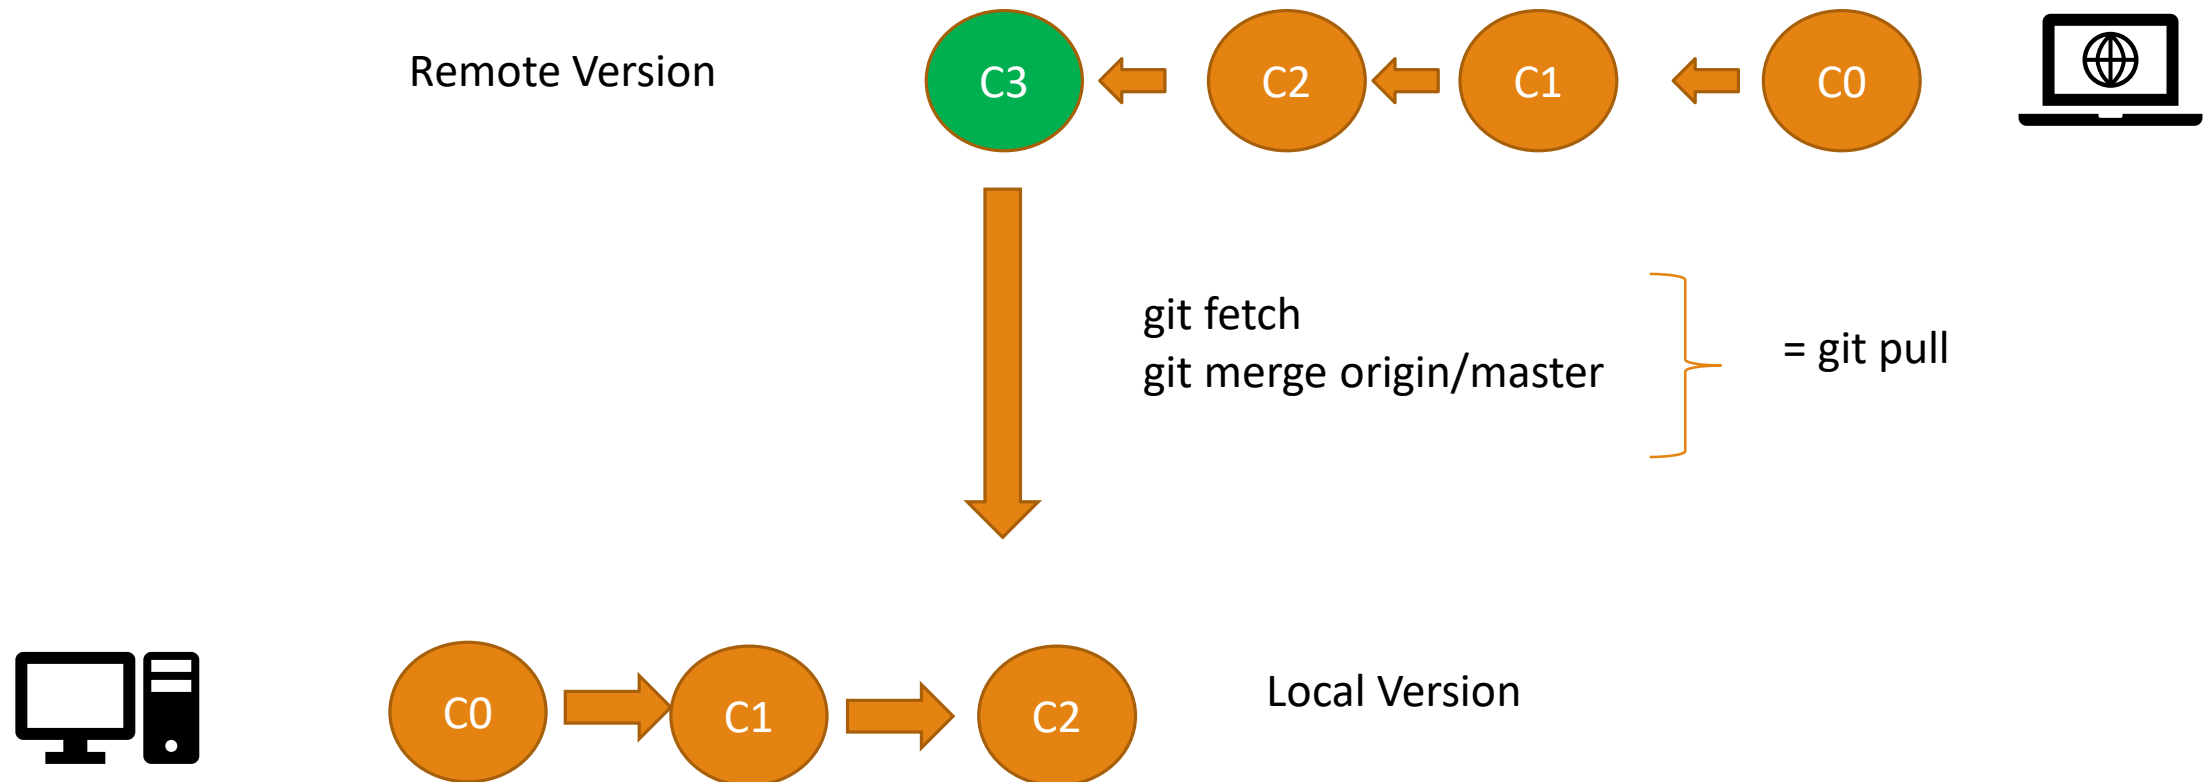 Remote Version
C3
C2
C1
C0
git fetch
git merge origin/master
= git pull
C0
C1
C2
Local Version